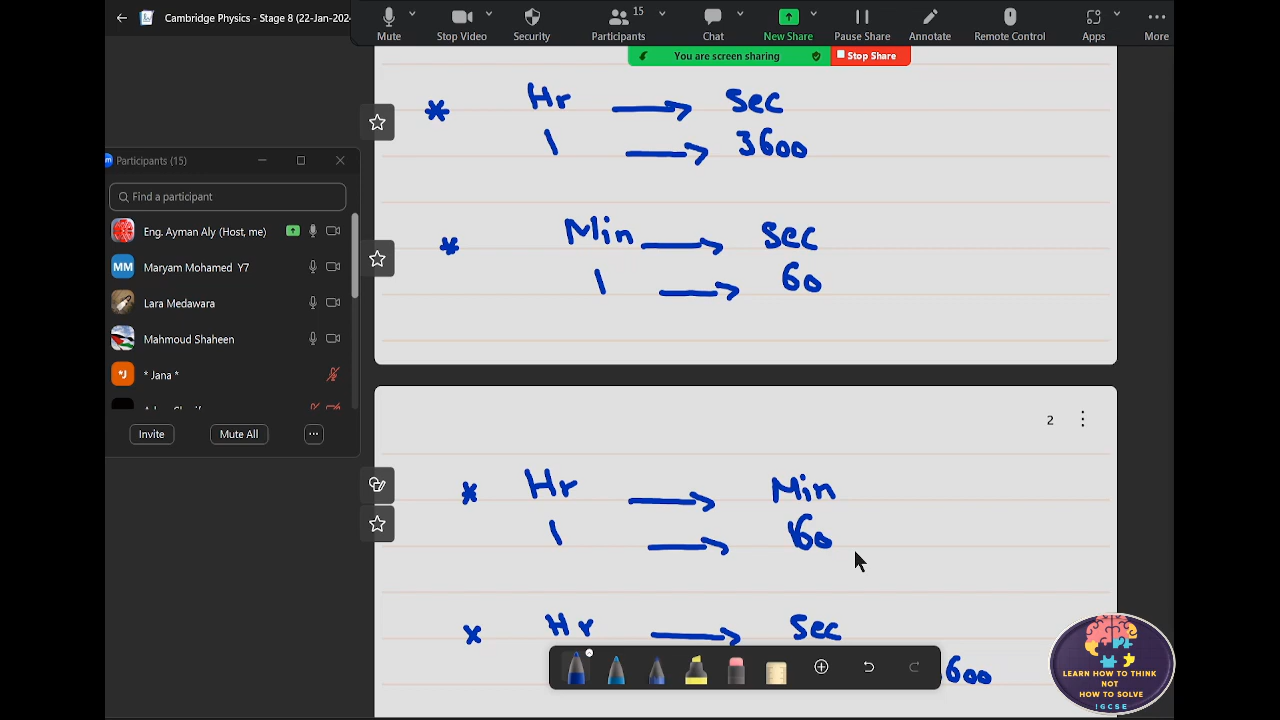 Cambridge Physics - Stage 8 (22-Jan-202
15
Mute
Stop Video
Security
Participants
Chat
New Share
Pause Share
Annotate
Remote Control
Apps
More
You are screen sharing
Stop Share
* Hr → Sec
1 → 3600
Participants (15)
Find a participant
Eng. Ayman Aly (Host, me)
MM Maryam Mohamed Y7
Lara Medawara
Mahmoud Shaheen
*J * Jana *
Invite
Mute All
...
* Min → Sec
1 → 60
2
* Hr → Min
1 → 60
* Hr → Sec
600
LEARN HOW TO THINK
NOT
HOW TO SOLVE
IGCSE